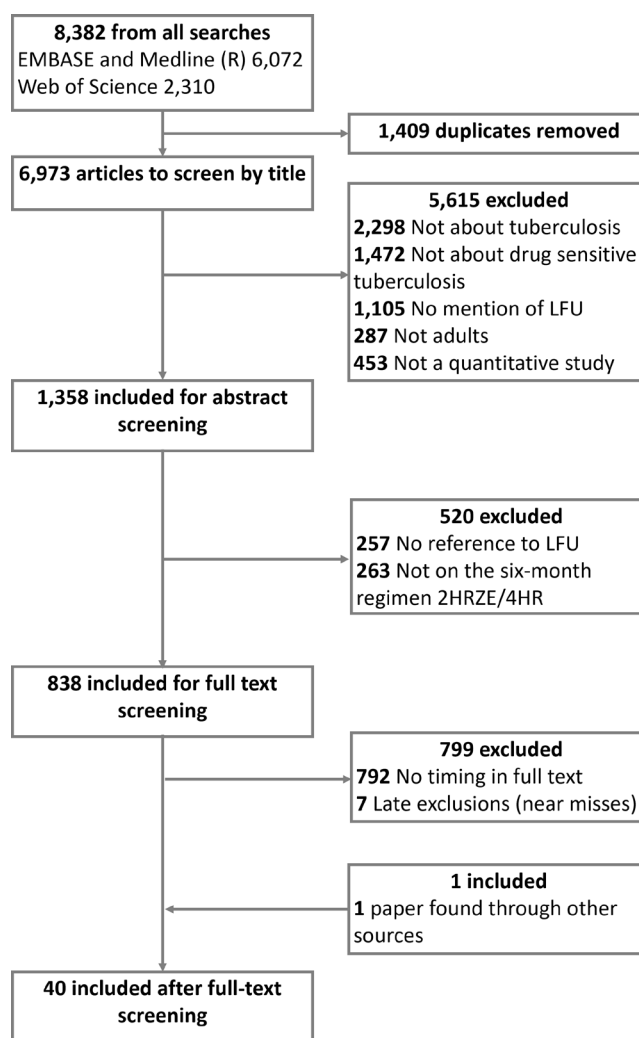 8,382 from all searches
EMBASE and Medline (R) 6,072
Web of Science 2,310
1,409 duplicates removed
6,973 articles to screen by title
5,615 excluded
2,298 Not about tuberculosis
1,472 Not about drug sensitive
tuberculosis
1,105 No mention of LFU
287 Not adults
453 Not a quantitative study
1,358 included for abstract
screening
520 excluded
257 No reference to LFU
263 Not on the six-month
regimen 2HRZE/4HR
838 included for full text
screening
799 excluded
792 No timing in full text
7 Late exclusions (near misses)
1 included
1 paper found through other
sources
40 included after full-text
screening